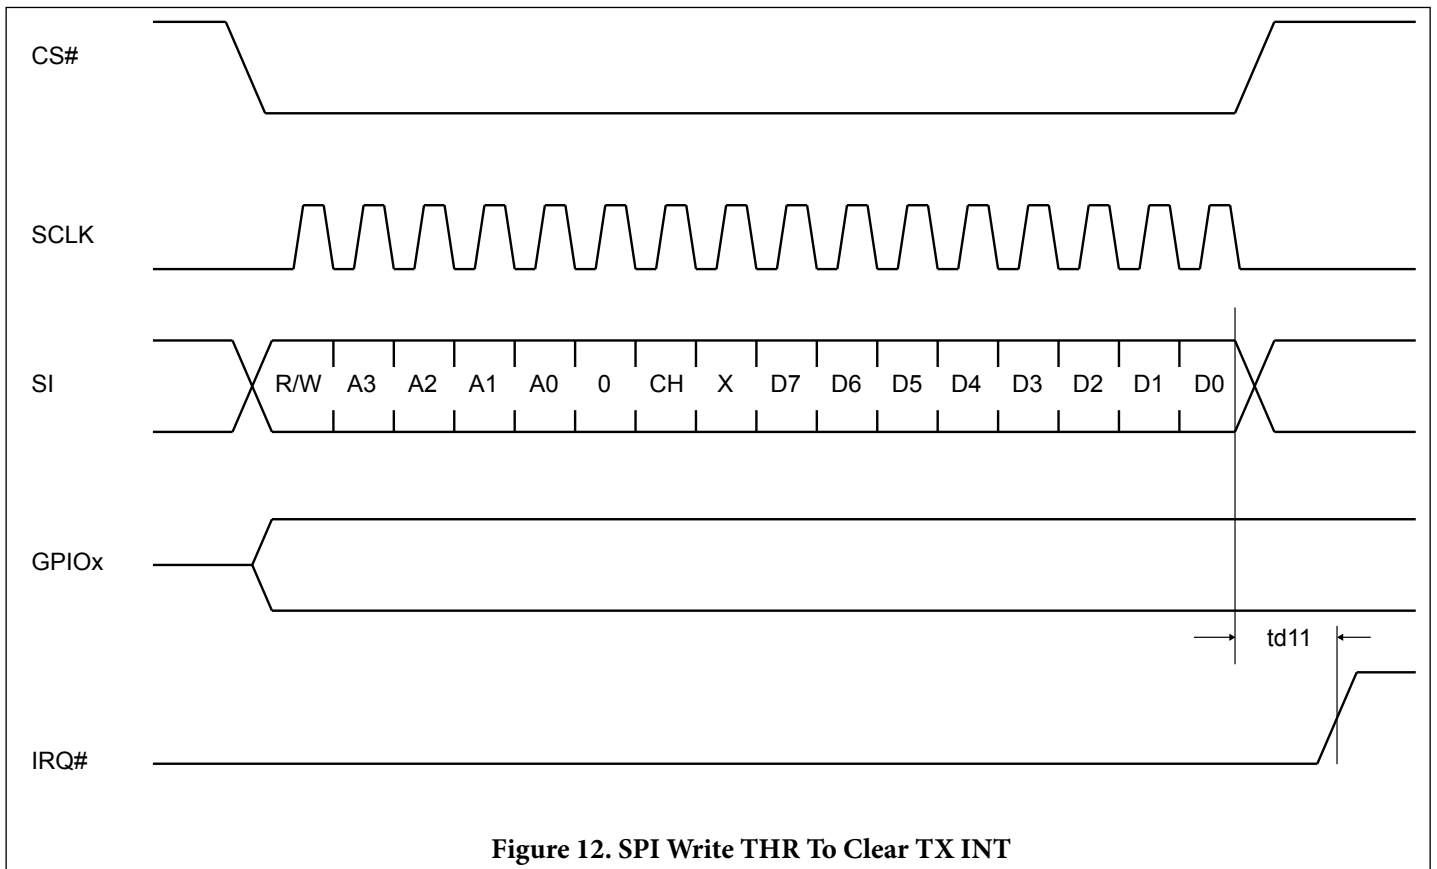 CS#
SCLK
SI R/W A3 A2 A1 A0 0 CH X D7 D6 D5 D4 D3 D2 D1 D0
GPIOx
td11
IRQ#
Figure 12. SPI Write THR To Clear TX INT